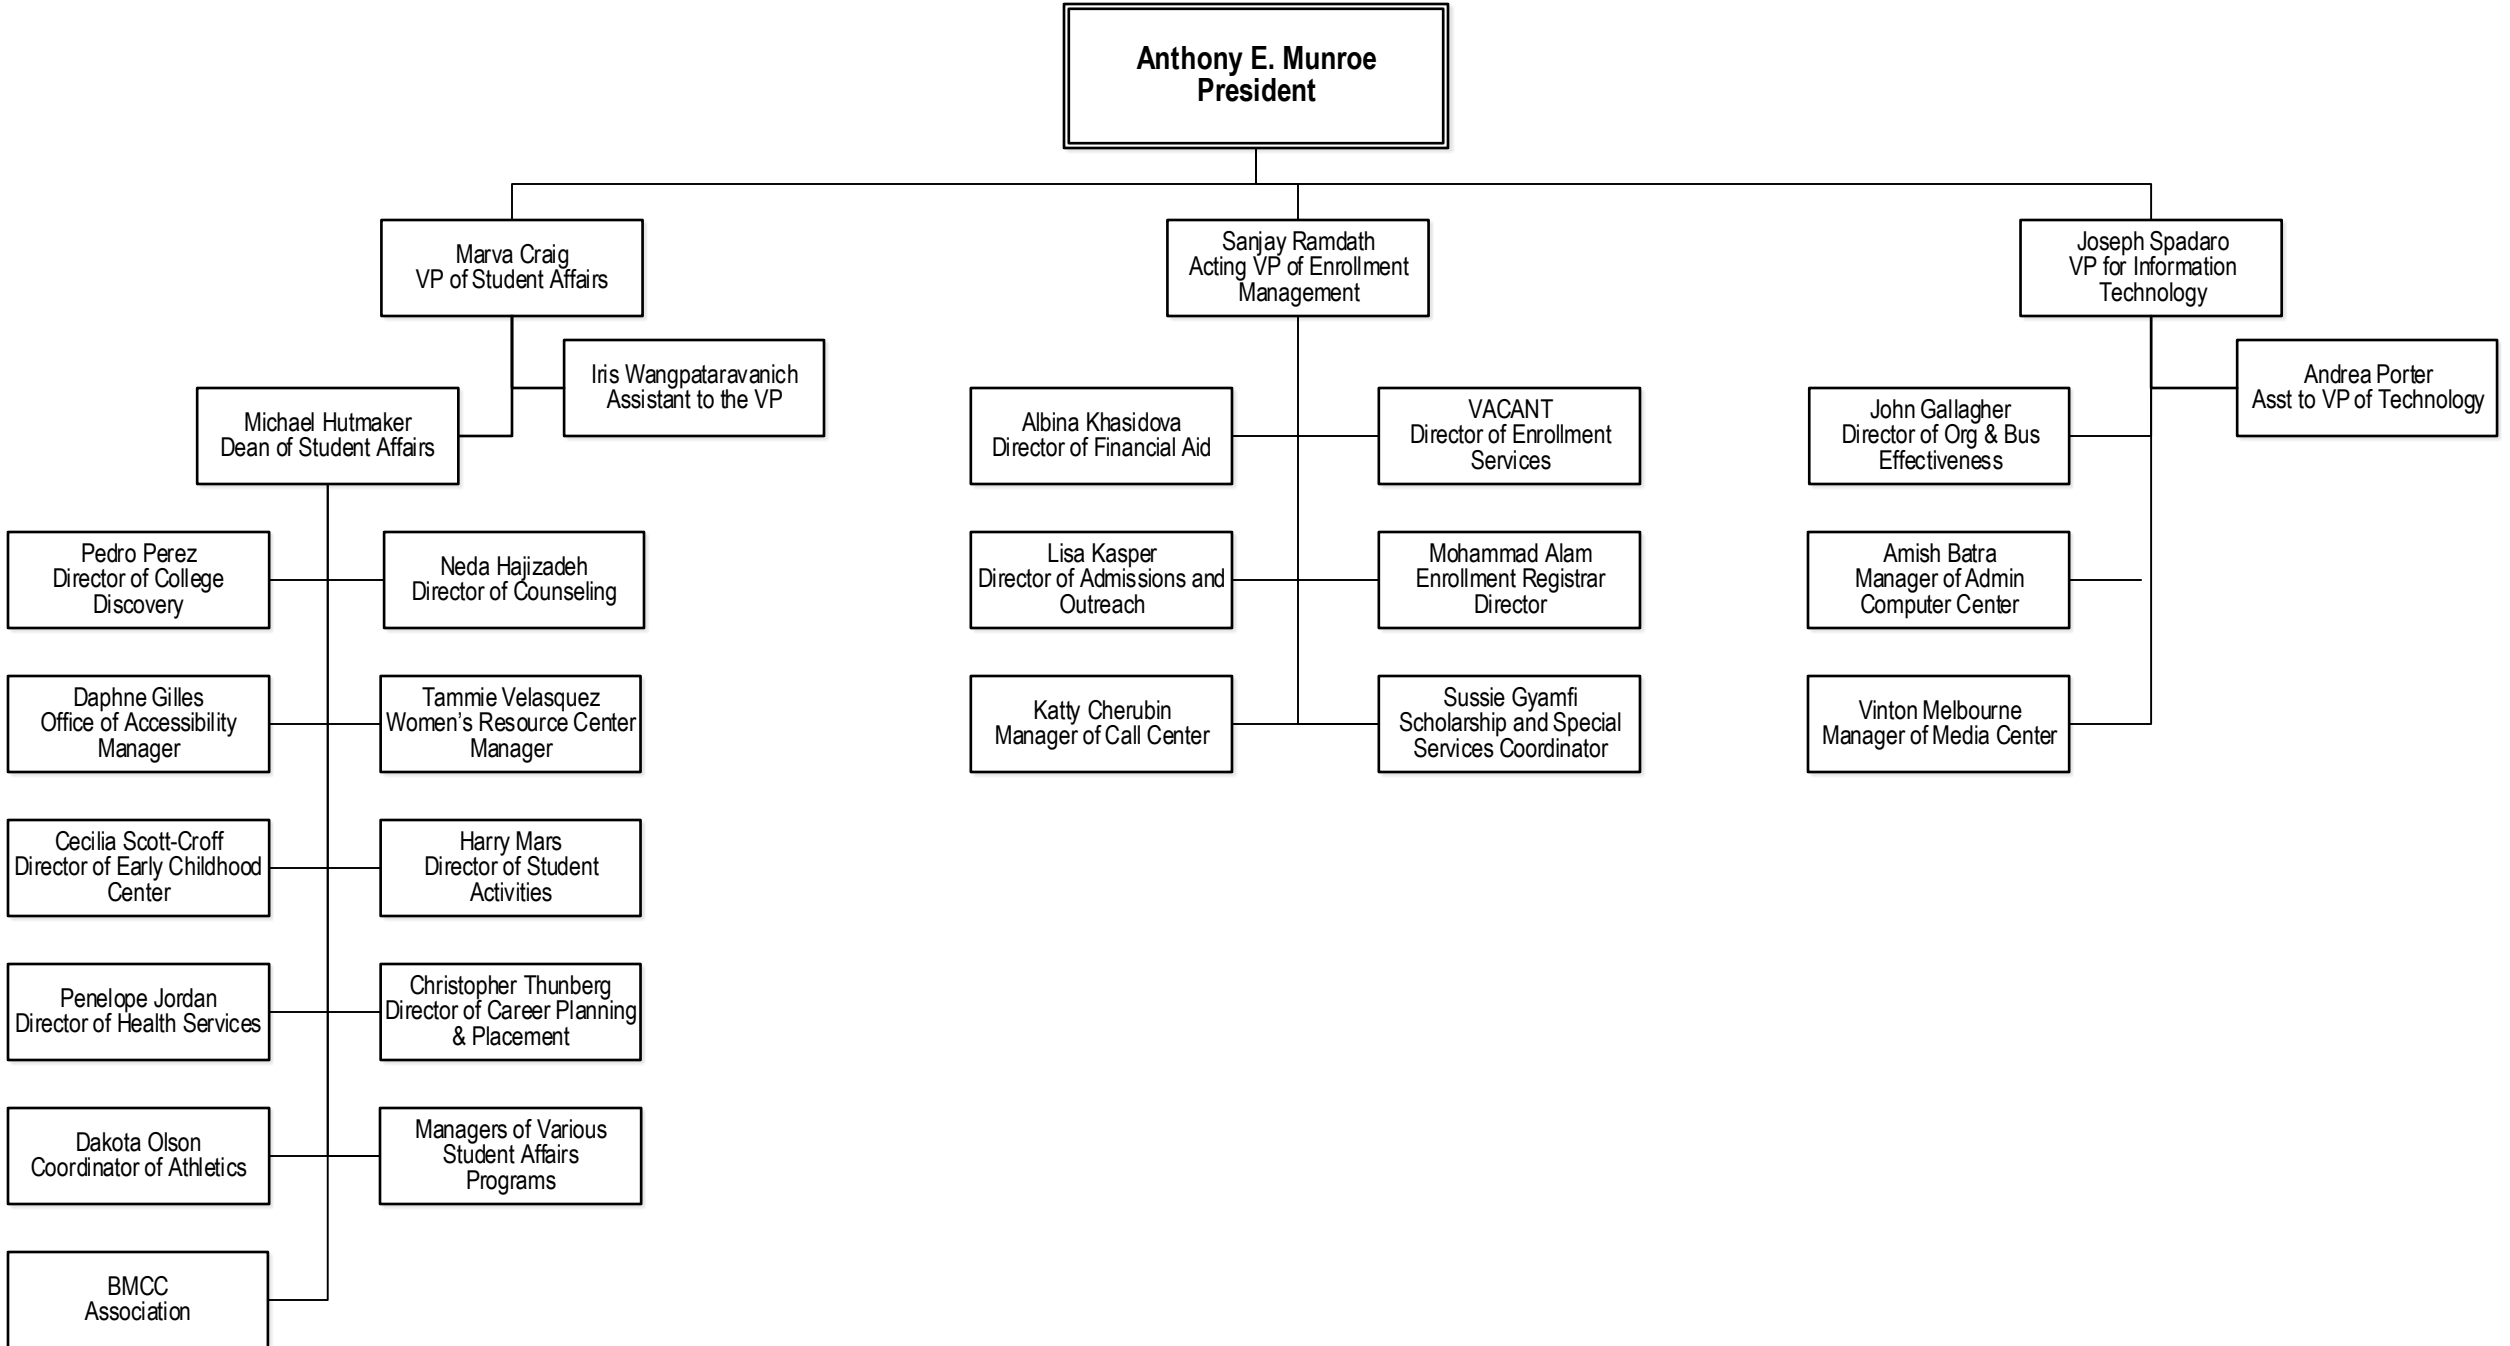 Anthony E. Munroe
President
Marva Craig
VP of Student Affairs
Sanjay Ramdath
Acting VP of Enrollment
Management
Joseph Spadaro
VP for Information
Technology
Iris Wangpataravanich
Assistant to the VP
Andrea Porter
Asst to VP of Technology
Michael Hutmaker
Dean of Student Affairs
Albina Khasidova
Director of Financial Aid
VACANT
Director of Enrollment
Services
John Gallagher
Director of Org & Bus
Effectiveness
Pedro Perez
Director of College
Discovery
Neda Hajizadeh
Director of Counseling
Lisa Kasper
Director of Admissions and
Outreach
Mohammad Alam
Enrollment Registrar
Director
Amish Batra
Manager of Admin
Computer Center
Daphne Gilles
Office of Accessibility
Manager
Tammie Velasquez
Women’s Resource Center
Manager
Katty Cherubin
Manager of Call Center
Sussie Gyamfi
Scholarship and Special
Services Coordinator
Vinton Melbourne
Manager of Media Center
Cecilia Scott-Croff
Director of Early Childhood
Center
Harry Mars
Director of Student
Activities
Penelope Jordan
Director of Health Services
Christopher Thunberg
Director of Career Planning
& Placement
Dakota Olson
Coordinator of Athletics
Managers of Various
Student Affairs
Programs
BMCC
Association